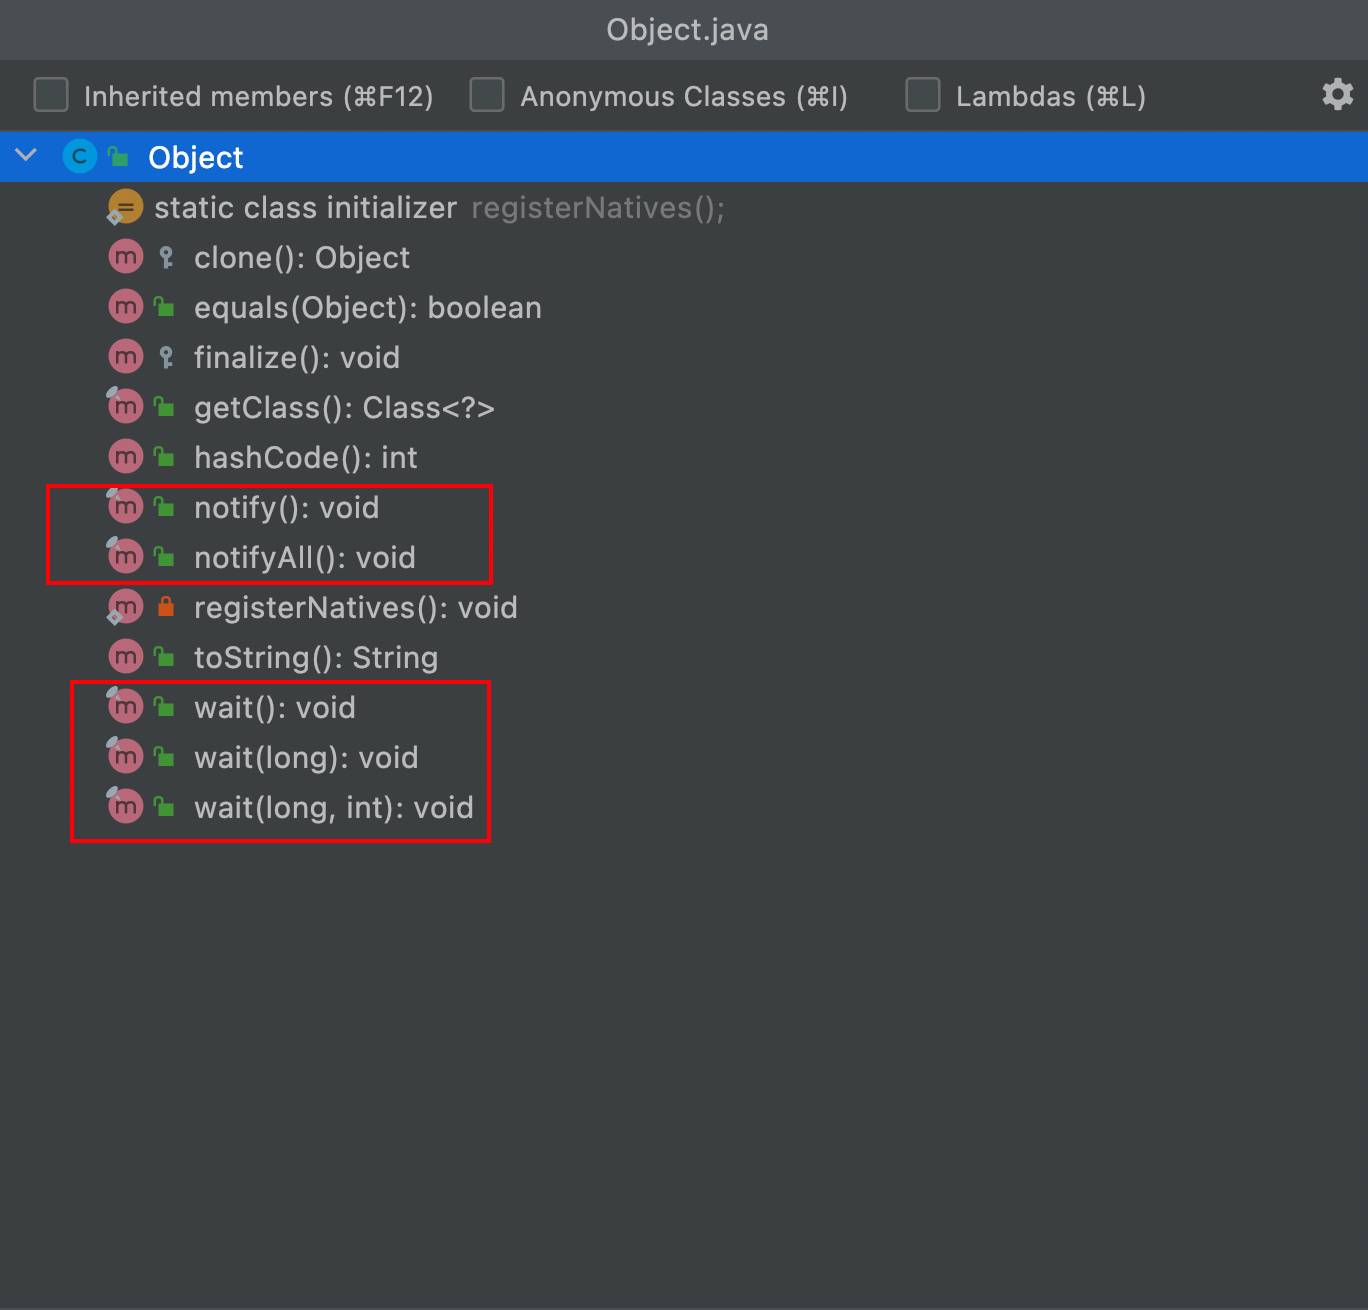 Object.java
Inherited members (⌘F12) Anonymous Classes (⌘I) Lambdas (⌘L)
C Object
static class initializer registerNatives();
m clone(): Object
m equals(Object): boolean
m finalize(): void
m getClass(): Class<?>
m hashCode(): int
m notify(): void
m notifyAll(): void
m registerNatives(): void
m toString(): String
m wait(): void
m wait(long): void
m wait(long, int): void